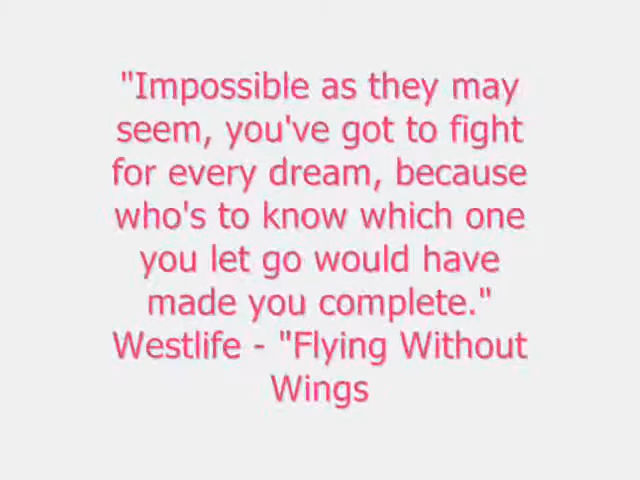 "Impossible as they may
seem, you've got to fight
for every dream, because
who's to know which one
you let go would have
made you complete."
Westlife - "Flying Without
Wings